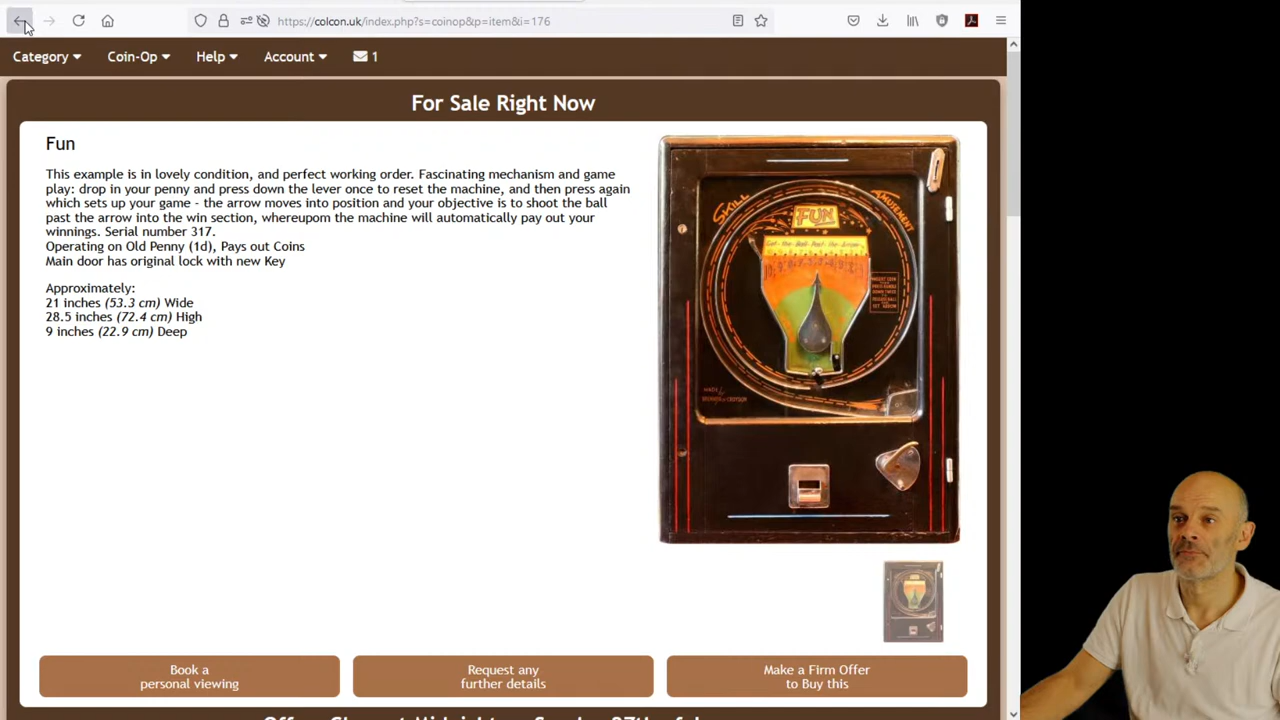 https://colcon.uk/index.php?s=coinop&p=item&i=176
Category
Coin-Op
Help
Account
1
For Sale Right Now
Fun
This example is in lovely condition, and perfect working order. Fascinating mechanism and game
play: drop in your penny and press down the lever once to reset the machine, and then press again
which sets up your game – the arrow moves into position and your objective is to shoot the ball
past the arrow into the win section, whereupom the machine will automatically pay out your
winnings. Serial number 317.
Operating on Old Penny (1d), Pays out Coins
Main door has original lock with new Key
Approximately:
21 inches (53.3 cm) Wide
28.5 inches (72.4 cm) High
9 inches (22.9 cm) Deep
SKILL
FUN
AMUSEMENT
Book a
personal viewing
Request any
further details
Make a Firm Offer
to Buy this